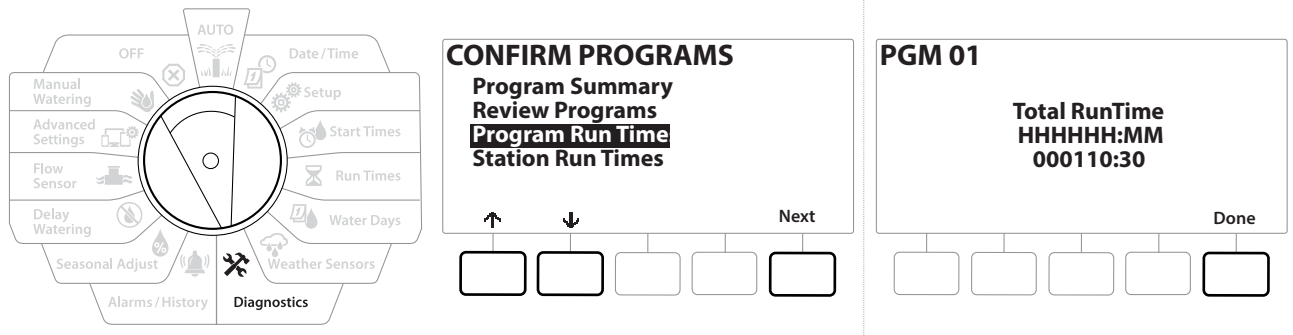 AUTO
OFF
Date / Time
Manual
Watering
Setup
Advanced
Settings
Start Times
Flow
Sensor
Run Times
Delay
Watering
Water Days
Seasonal Adjust
Weather Sensors
Alarms / History
Diagnostics
CONFIRM PROGRAMS
Program Summary
Review Programs
Program Run Time
Station Run Times
Next
PGM 01
Total RunTime
HHHHHH:MM
000110:30
Done